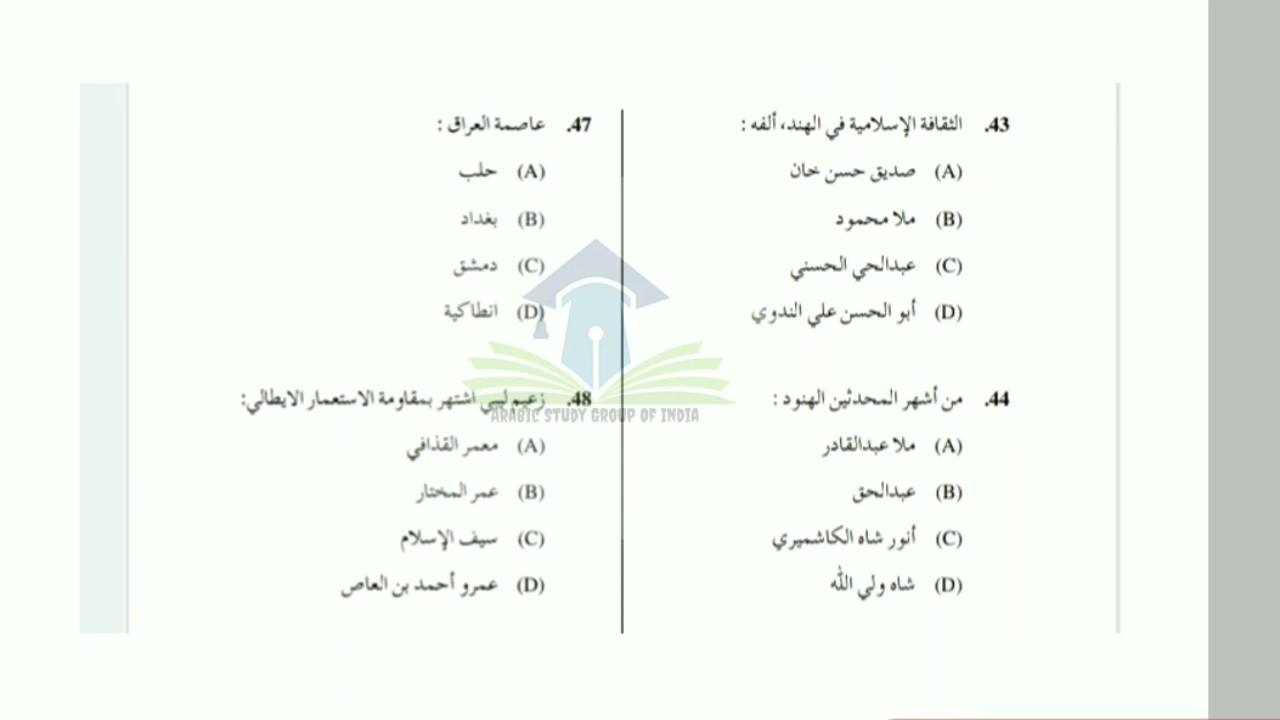 43. الثقافة الإسلامية في الهند، ألفه :
(A) صديق حسن خان
(B) ملا محمود
(C) عبدالحي الحسني
(D) أبو الحسن علي الندوي
44. من أشهر المحدثين الهنود :
(A) ملا عبدالقادر
(B) عبدالحق
(C) أنور شاه الكاشميري
(D) شاه ولي الله
47. عاصمة العراق :
(A) حلب
(B) بغداد
(C) دمشق
(D) انطاكية
48. زعيم ليبي اشتهر بمقاومة الاستعمار الايطالي:
(A) معمر القذافي
(B) عمر المختار
(C) سيف الإسلام
(D) عمرو أحمد بن العاص
ARABIC STUDY GROUP OF INDIA